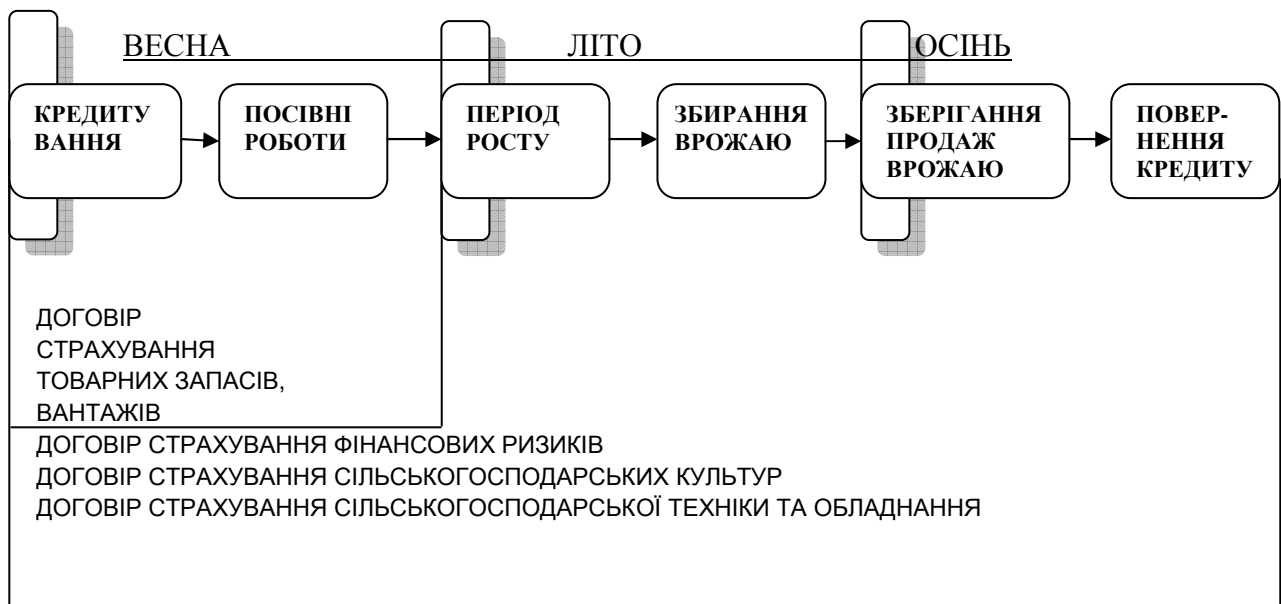 ВЕСНА ЛІТО ОСІНЬ
КРЕДИТУ
ВАННЯ
ПОСІВНІ
РОБОТИ
ПЕРІОД
РОСТУ
ЗБИРАННЯ
ВРОЖАЮ
ЗБЕРІГАННЯ
ПРОДАЖ
ВРОЖАЮ
ПОВЕР-
НЕННЯ
КРЕДИТУ
ДОГОВІР
СТРАХУВАННЯ
ТОВАРНИХ ЗАПАСІВ,
ВАНТАЖІВ
ДОГОВІР СТРАХУВАННЯ ФІНАНСОВИХ РИЗИКІВ
ДОГОВІР СТРАХУВАННЯ СІЛЬСЬКОГОСПОДАРСЬКИХ КУЛЬТУР
ДОГОВІР СТРАХУВАННЯ СІЛЬСЬКОГОСПОДАРСЬКОЇ ТЕХНІКИ ТА ОБЛАДНАННЯ